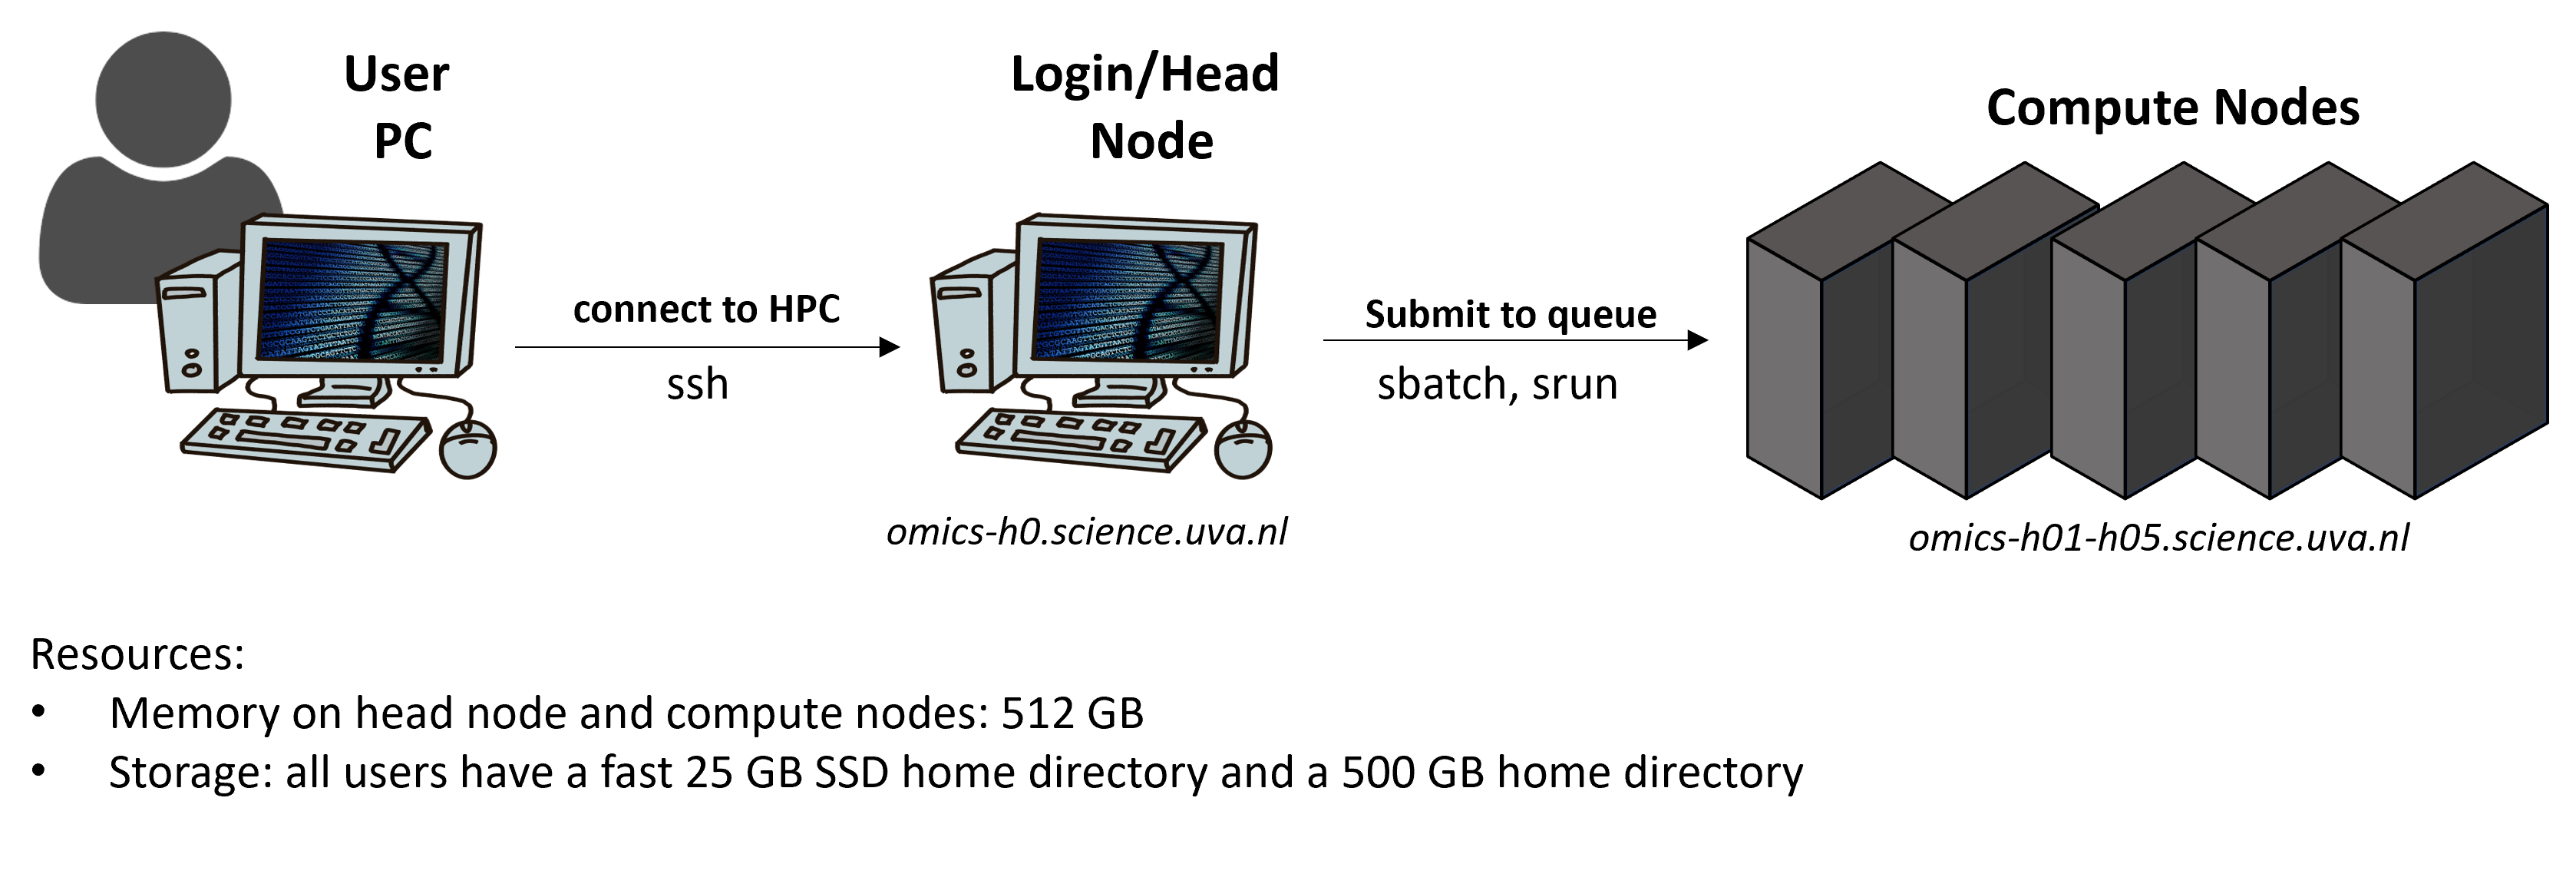 User
PC
Login/Head
Node
Compute Nodes
connect to HPC
ssh
Submit to queue
sbatch, srun
omics-h0.science.uva.nl
omics-h01-h05.science.uva.nl
Resources:
• Memory on head node and compute nodes: 512 GB
• Storage: all users have a fast 25 GB SSD home directory and a 500 GB home directory